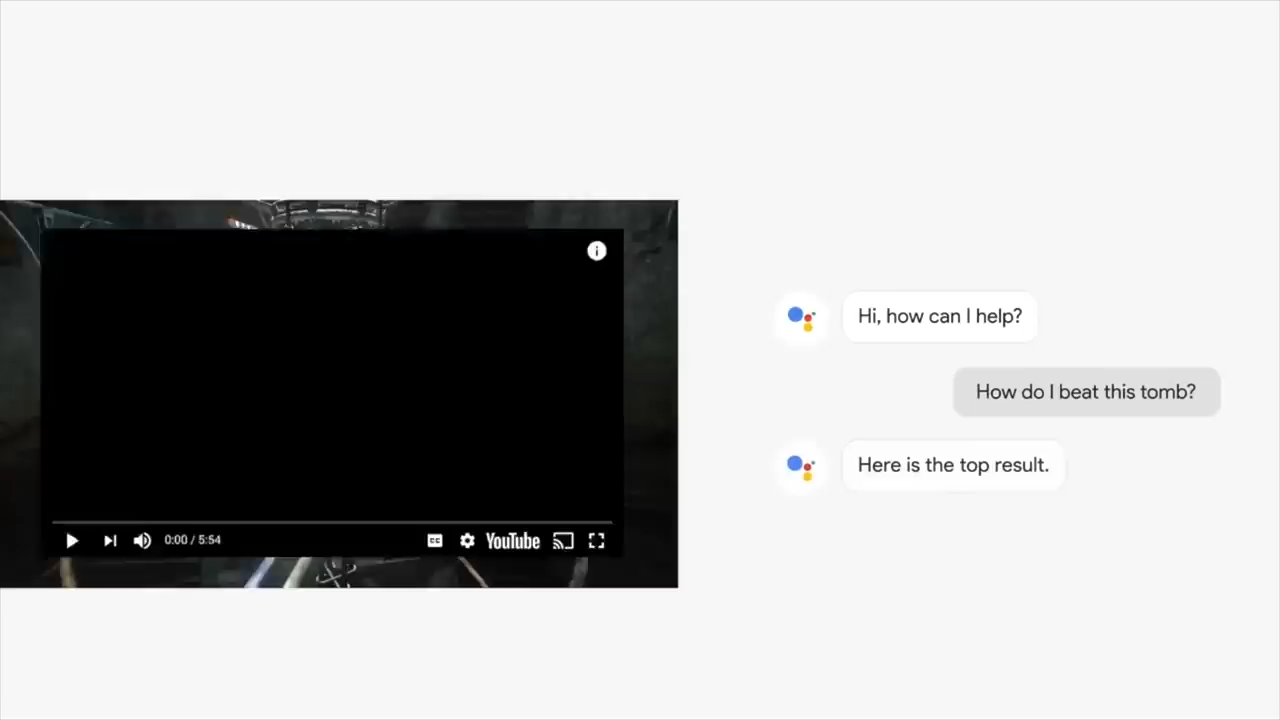 Hi, how can I help?
How do I beat this tomb?
Here is the top result.
0:00 / 5:54
CC
YouTube